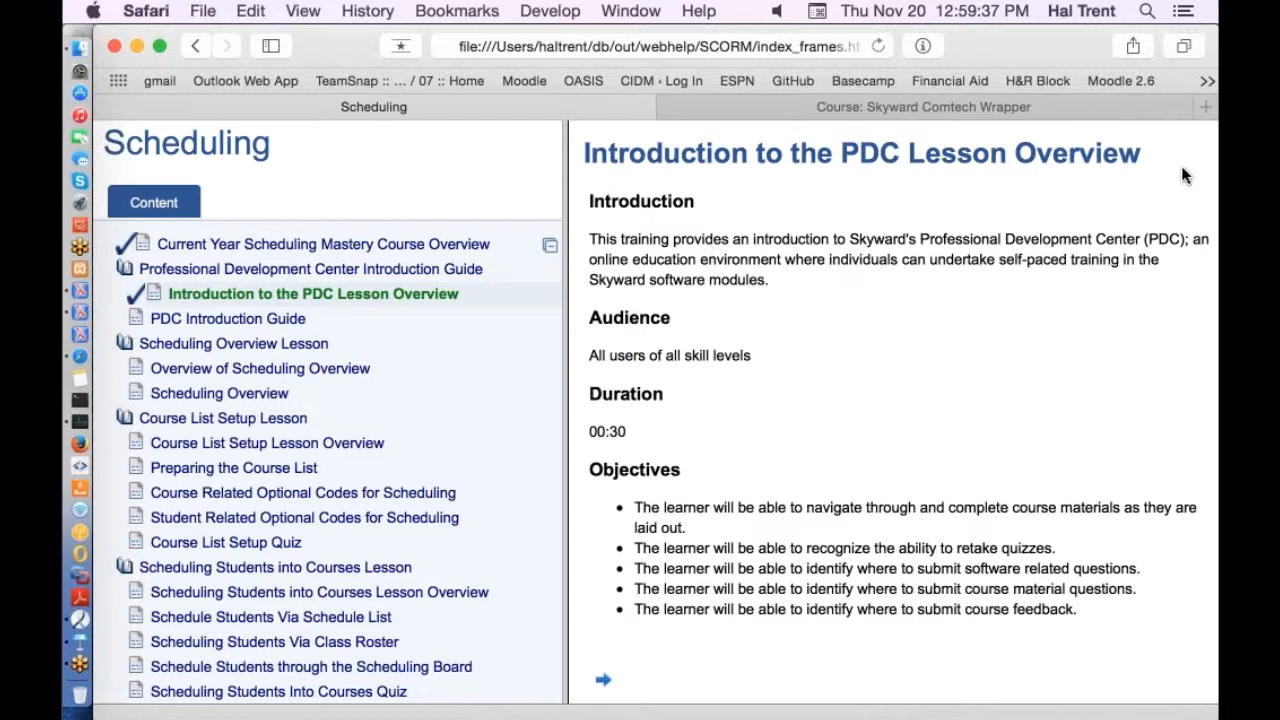 Safari File Edit View History Bookmarks Develop Window Help Thu Nov 20 12:59:37 PM Hal Trent
file:///Users/haltrent/db/out/webhelp/SCORM/index_frames.ht
gmail Outlook Web App TeamSnap :: ... / 07 :: Home Moodle OASIS CIDM › Log In ESPN GitHub Basecamp Financial Aid H&R Block Moodle 2.6 >>
Scheduling Course: Skyward Comtech Wrapper +
Scheduling
Content
Current Year Scheduling Mastery Course Overview
Professional Development Center Introduction Guide
Introduction to the PDC Lesson Overview
PDC Introduction Guide
Scheduling Overview Lesson
Overview of Scheduling Overview
Scheduling Overview
Course List Setup Lesson
Course List Setup Lesson Overview
Preparing the Course List
Course Related Optional Codes for Scheduling
Student Related Optional Codes for Scheduling
Course List Setup Quiz
Scheduling Students into Courses Lesson
Scheduling Students into Courses Lesson Overview
Schedule Students Via Schedule List
Scheduling Students Via Class Roster
Schedule Students through the Scheduling Board
Scheduling Students Into Courses Quiz
Introduction to the PDC Lesson Overview
Introduction
This training provides an introduction to Skyward's Professional Development Center (PDC); an
online education environment where individuals can undertake self-paced training in the
Skyward software modules.
Audience
All users of all skill levels
Duration
00:30
Objectives
• The learner will be able to navigate through and complete course materials as they are
laid out.
• The learner will be able to recognize the ability to retake quizzes.
• The learner will be able to identify where to submit software related questions.
• The learner will be able to identify where to submit course material questions.
• The learner will be able to identify where to submit course feedback.